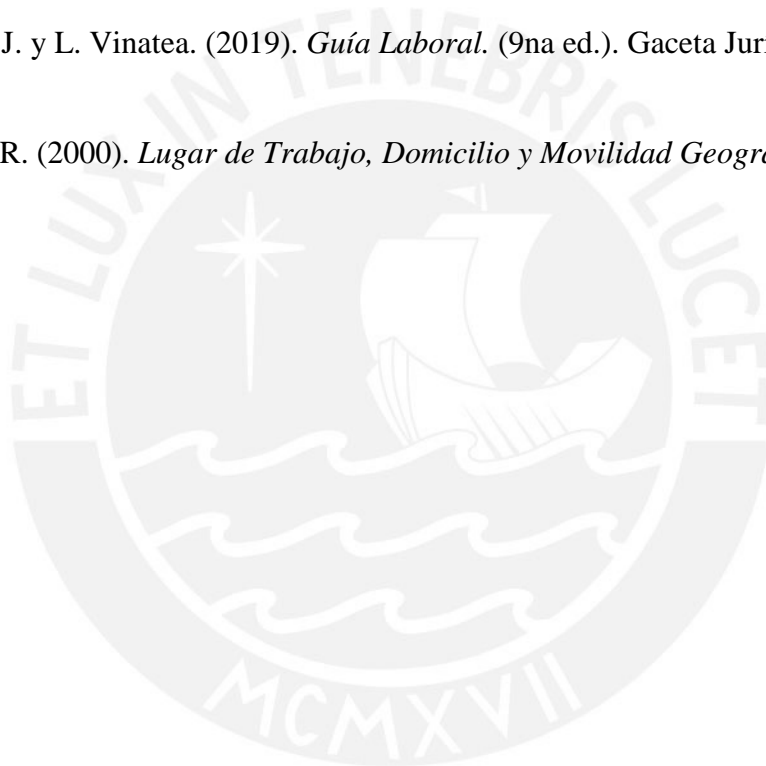 J. y L. Vinatea. (2019). Guía Laboral. (9na ed.). Gaceta Jur
R. (2000). Lugar de Trabajo, Domicilio y Movilidad Geogr
ET LUX IN TENEBRIS LUCET
MCMXVII